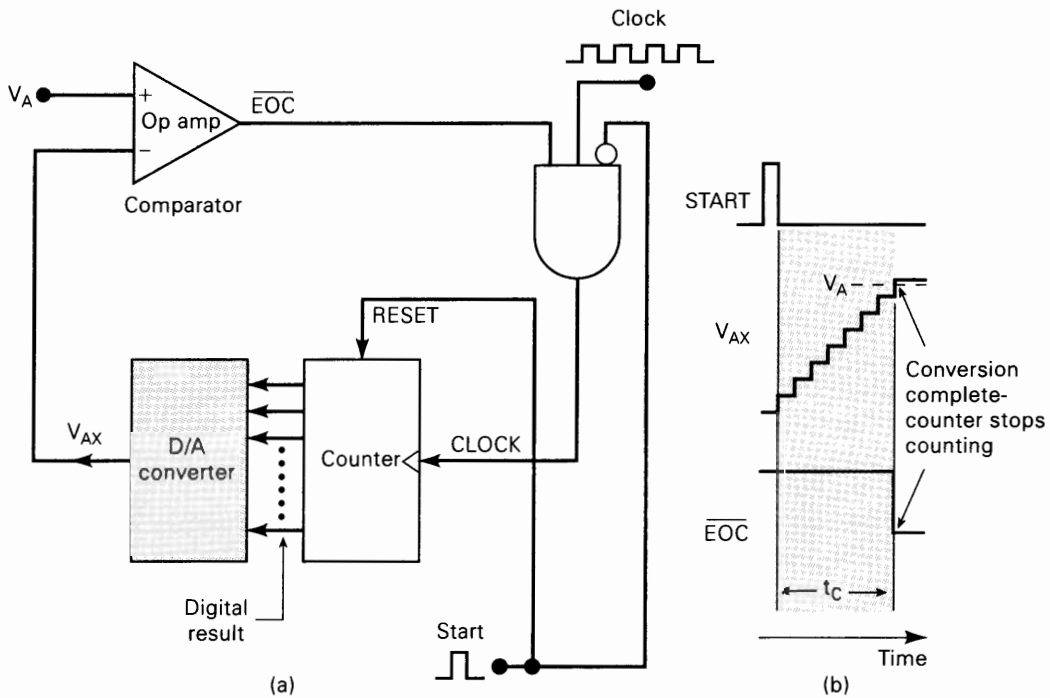 Clock
V_A
+
Op amp
−
EOC
Comparator
RESET
D/A
converter
V_AX
Counter
CLOCK
Digital
result
Start
(a)
START
V_A
V_AX
Conversion
complete-
counter stops
counting
EOC
t_C
Time
(b)